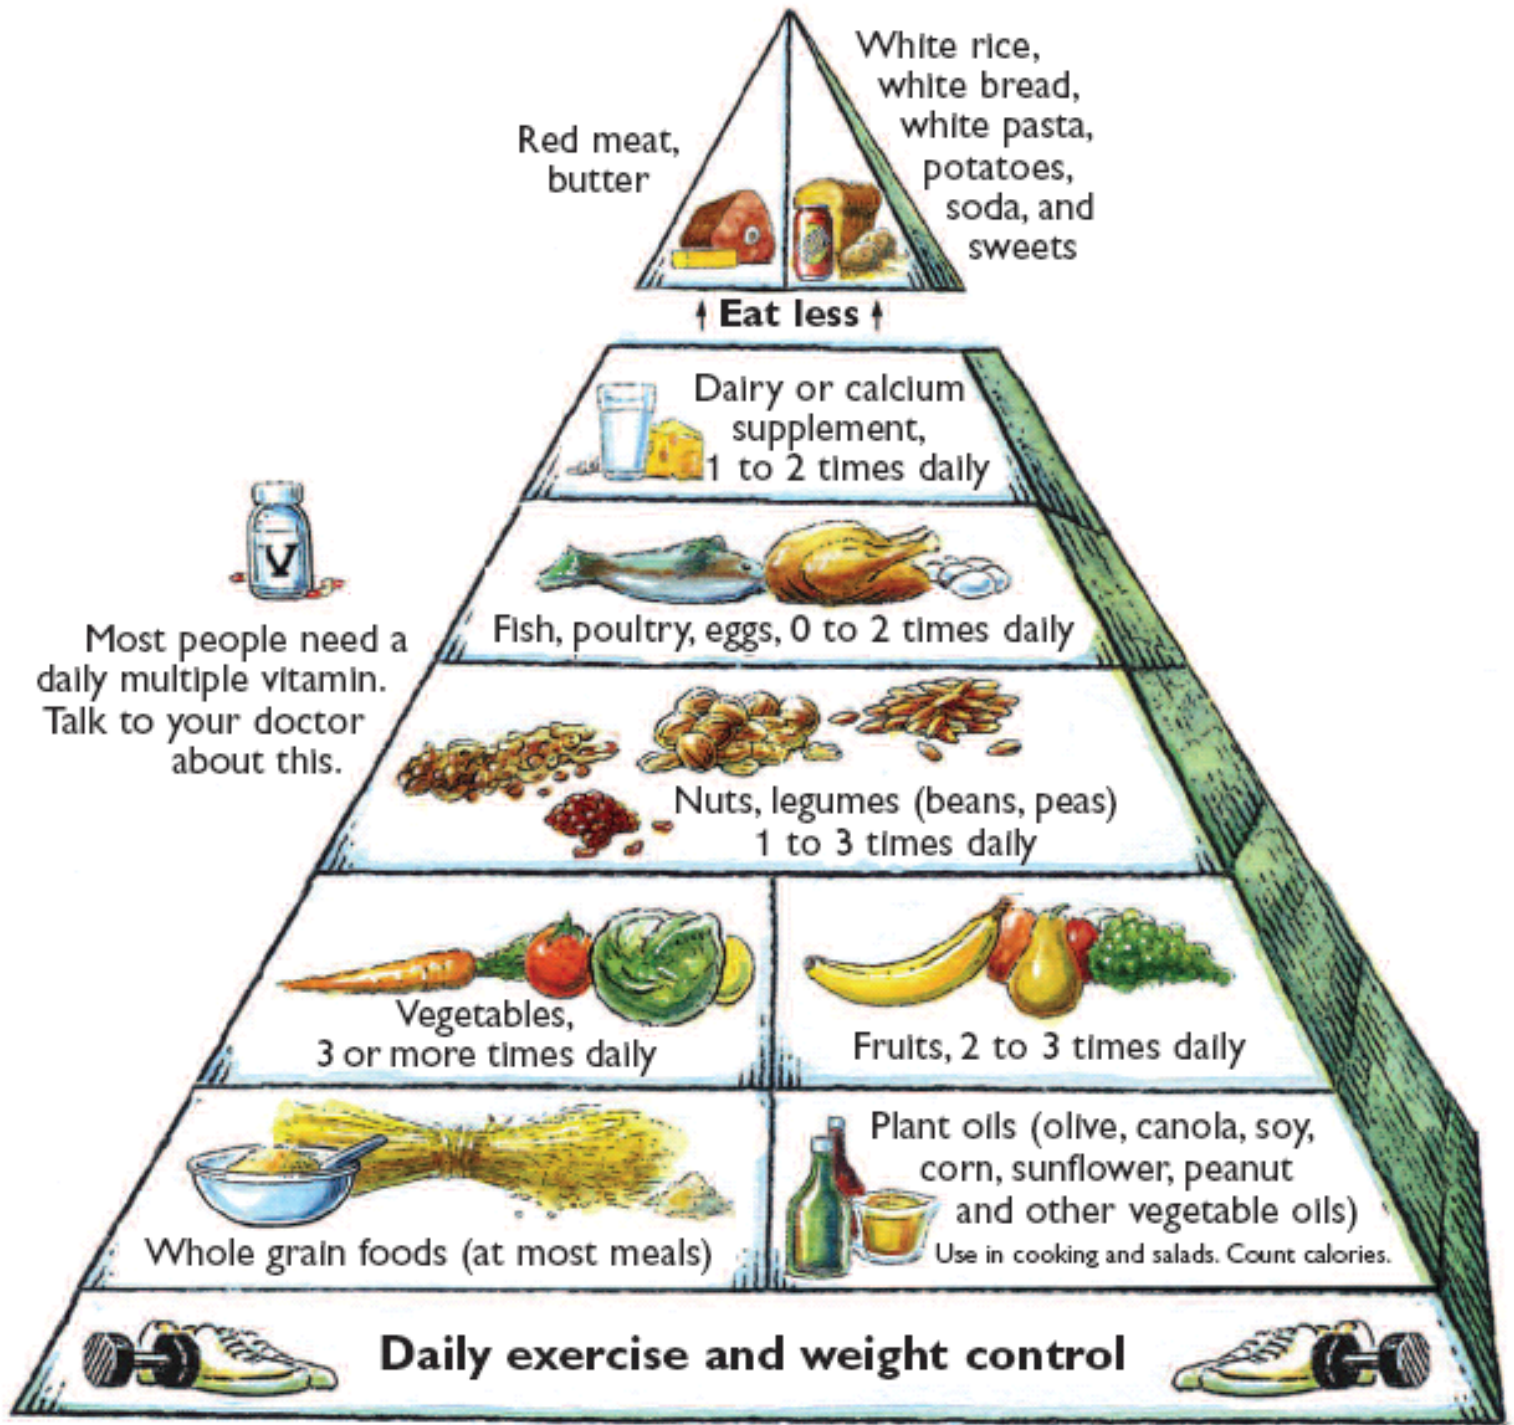 White rice,
white bread,
white pasta,
potatoes,
soda, and
sweets
Red meat,
butter
Eat less
Dairy or calcium
supplement,
1 to 2 times daily
V
Fish, poultry, eggs, 0 to 2 times daily
Most people need a
daily multiple vitamin.
Talk to your doctor
about this.
Nuts, legumes (beans, peas)
1 to 3 times daily
Vegetables,
3 or more times daily
Fruits, 2 to 3 times daily
Whole grain foods (at most meals)
Plant oils (olive, canola, soy,
corn, sunflower, peanut
and other vegetable oils)
Use in cooking and salads. Count calories.
Daily exercise and weight control